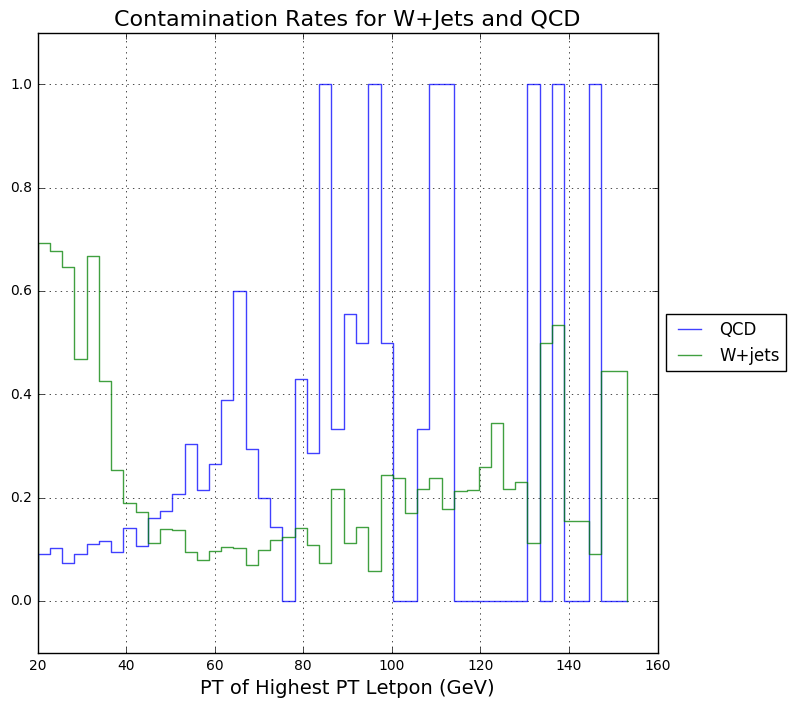 Contamination Rates for W+Jets and QCD
1.0
0.8
0.6
0.4
0.2
0.0
20 40 60 80 100 120 140 160
PT of Highest PT Letpon (GeV)
QCD
W+jets